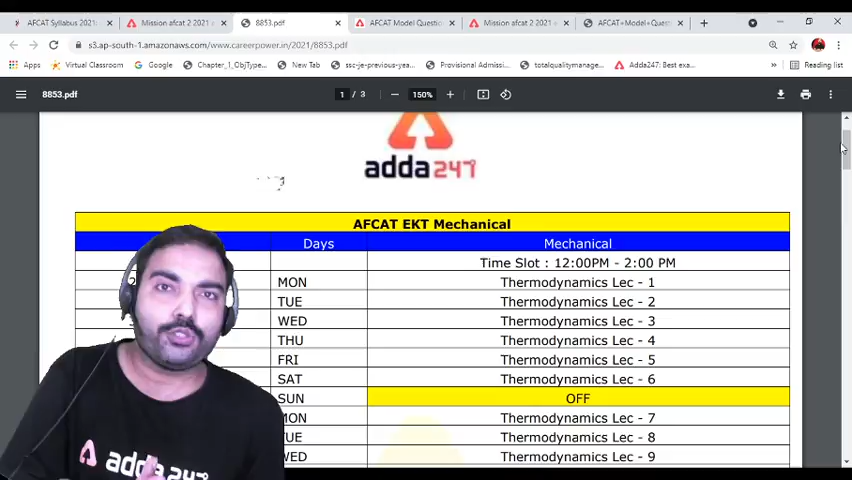 AFCAT Syllabus 2021: Mission afcat 2 2021 8853.pdf AFCAT Model Questi Mission afcat 2 2021 AFCAT+Model+Quest
s3.ap-south-1.amazonaws.com/www.careerpower.in/2021/8853.pdf
Apps Virtual Classroom Google Chapter_1_ObjType... New Tab ssc-je-previous-year... Provisional Admissi... totalqualitymanage... Adda247: Best exa... » Reading list
8853.pdf 1 / 3 150%
adda247
AFCAT EKT Mechanical
Days Mechanical
Time Slot : 12:00PM - 2:00 PM
MON Thermodynamics Lec - 1
TUE Thermodynamics Lec - 2
WED Thermodynamics Lec - 3
THU Thermodynamics Lec - 4
FRI Thermodynamics Lec - 5
SAT Thermodynamics Lec - 6
SUN OFF
MON Thermodynamics Lec - 7
TUE Thermodynamics Lec - 8
WED Thermodynamics Lec - 9
adda247